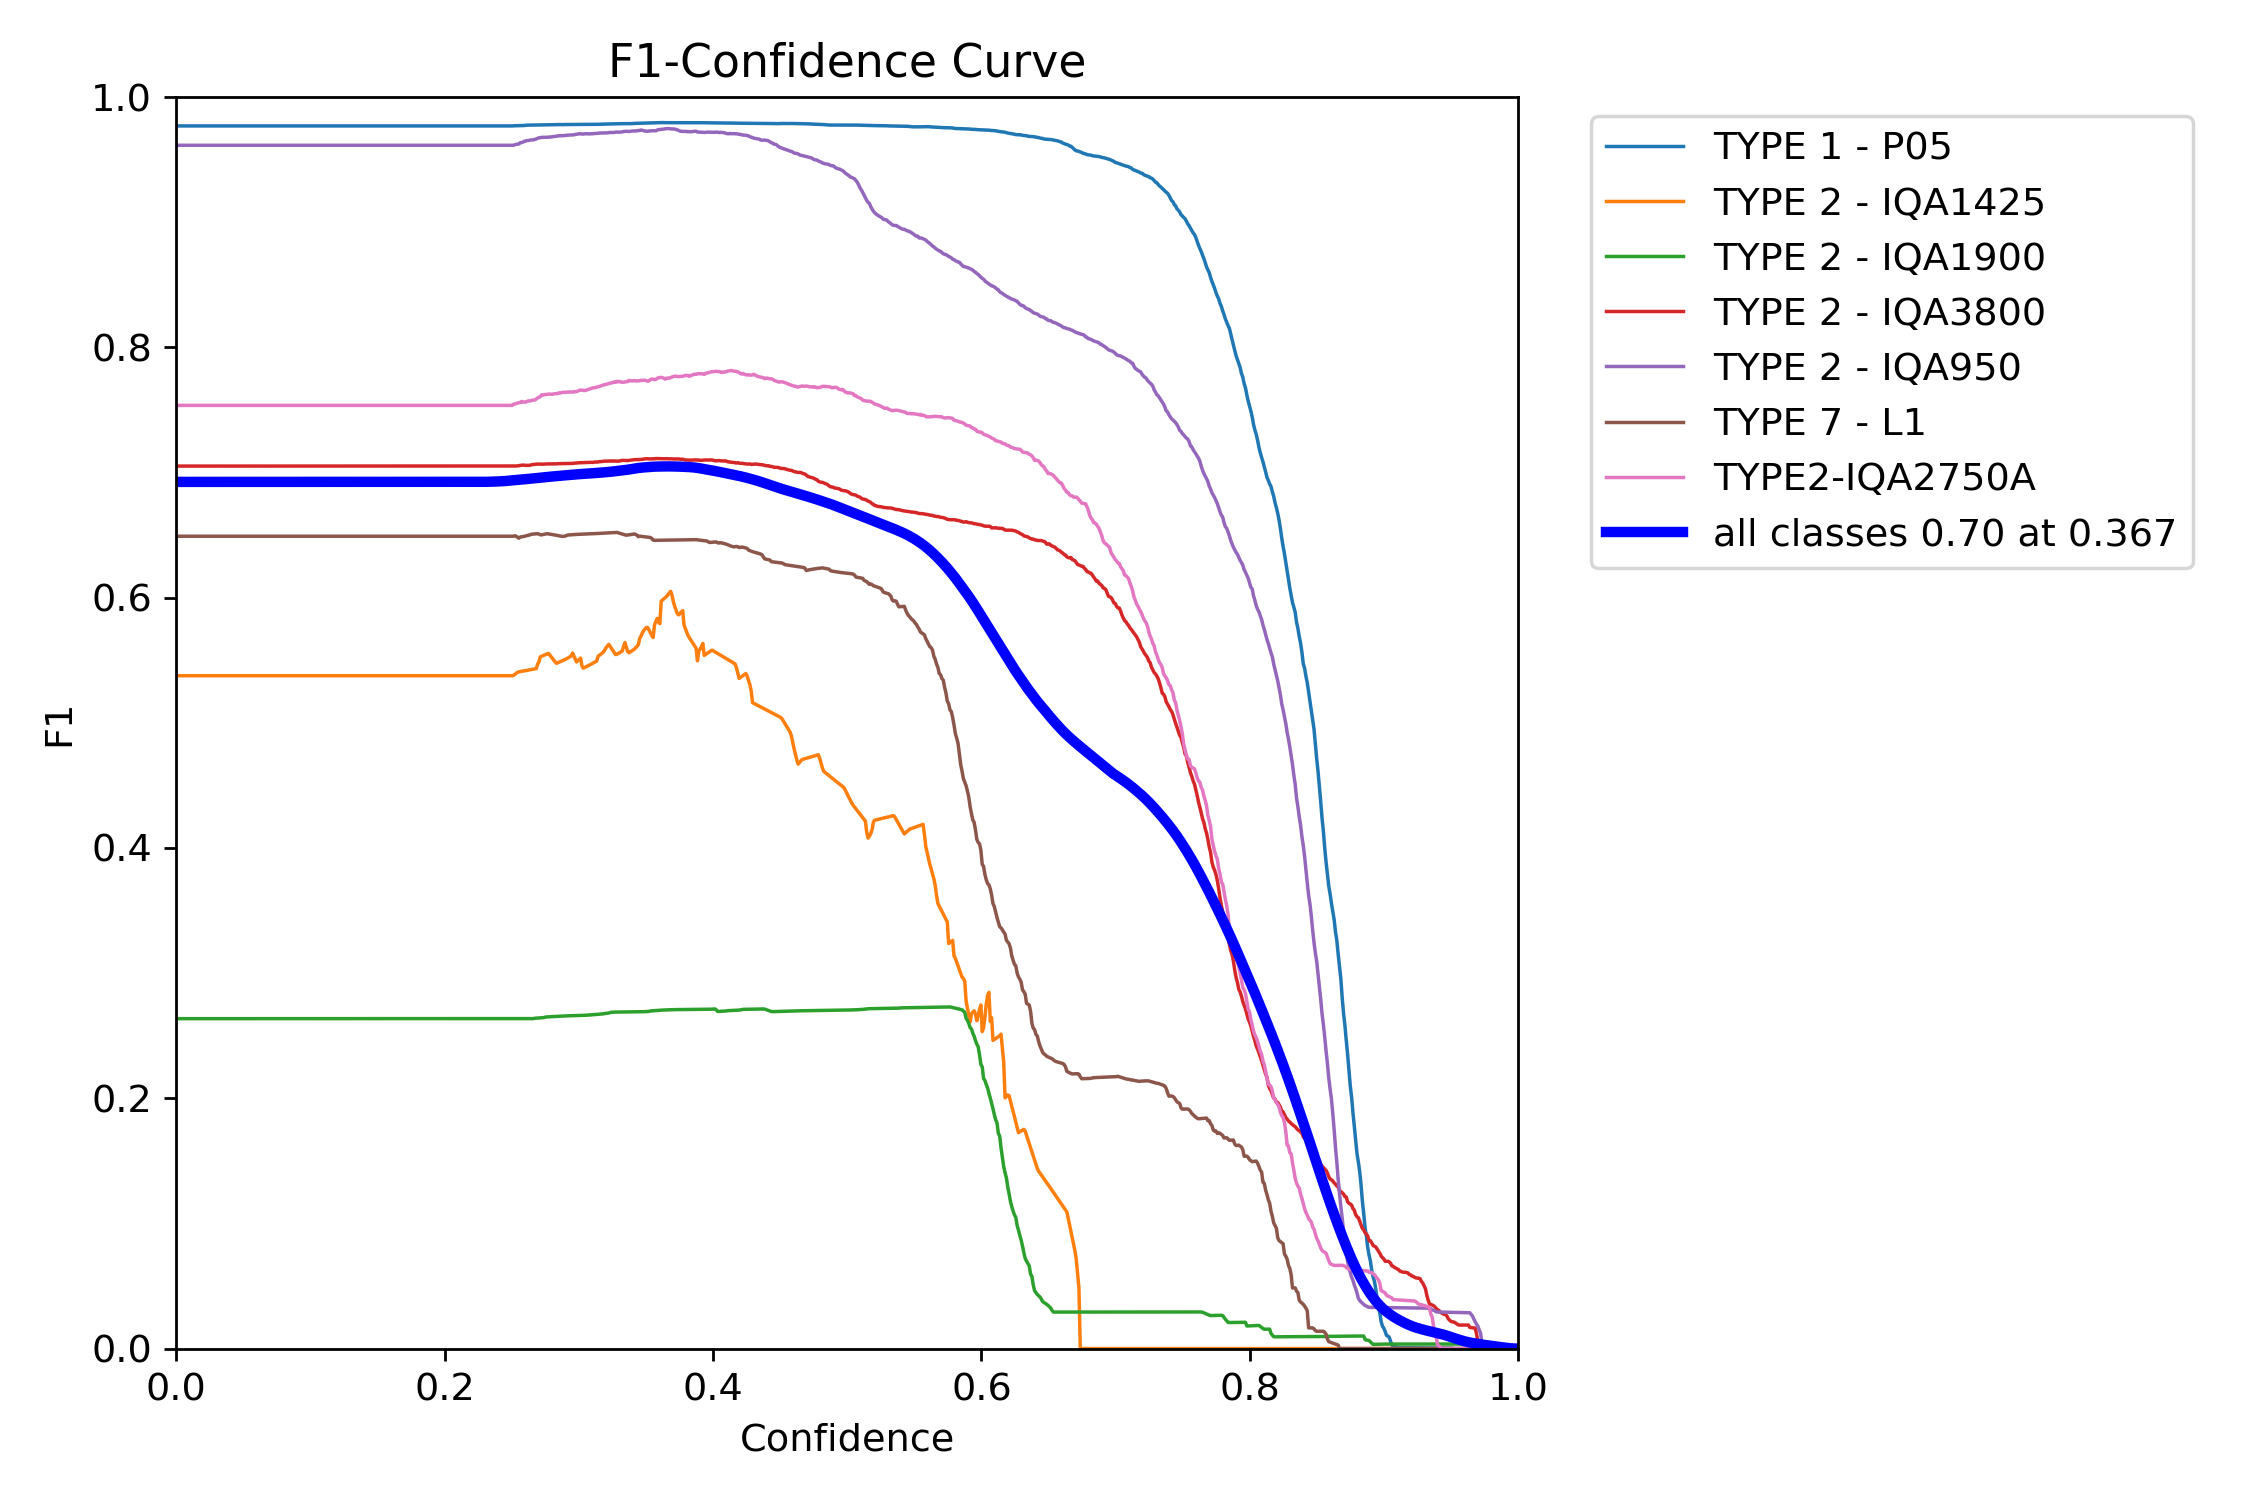 F1-Confidence Curve
1.0
0.8
0.6
0.4
0.2
0.0
F1
0.0 0.2 0.4 0.6 0.8 1.0
Confidence
TYPE 1 - P05
TYPE 2 - IQA1425
TYPE 2 - IQA1900
TYPE 2 - IQA3800
TYPE 2 - IQA950
TYPE 7 - L1
TYPE2-IQA2750A
all classes 0.70 at 0.367